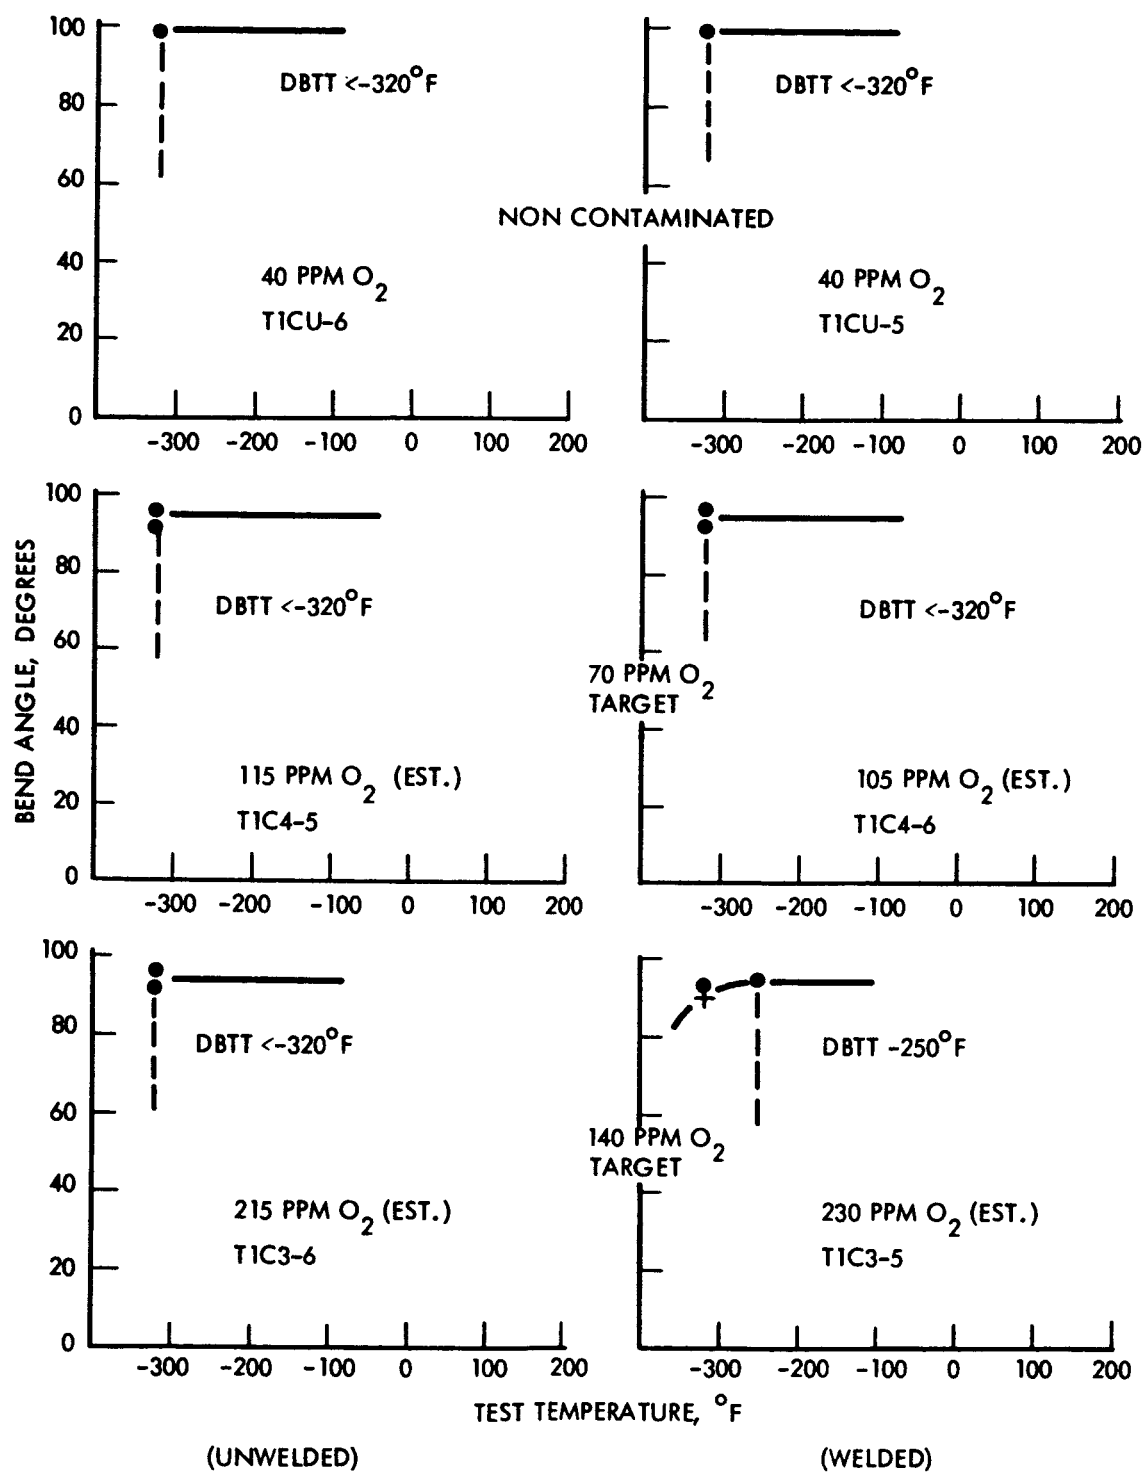 BEND ANGLE, DEGREES
100
80
60
40
20
0
DBTT <-320°F
40 PPM O2
T1CU-6
-300 -200 -100 0 100 200
DBTT <-320°F
NON CONTAMINATED
40 PPM O2
T1CU-5
-300 -200 -100 0 100 200
100
80
60
40
20
0
DBTT <-320°F
115 PPM O2 (EST.)
T1C4-5
-300 -200 -100 0 100 200
DBTT <-320°F
70 PPM O2
TARGET
105 PPM O2 (EST.)
T1C4-6
-300 -200 -100 0 100 200
100
80
60
40
20
0
DBTT <-320°F
215 PPM O2 (EST.)
T1C3-6
-300 -200 -100 0 100 200
DBTT -250°F
140 PPM O2
TARGET
230 PPM O2 (EST.)
T1C3-5
-300 -200 -100 0 100 200
TEST TEMPERATURE, °F
(UNWELDED)
(WELDED)